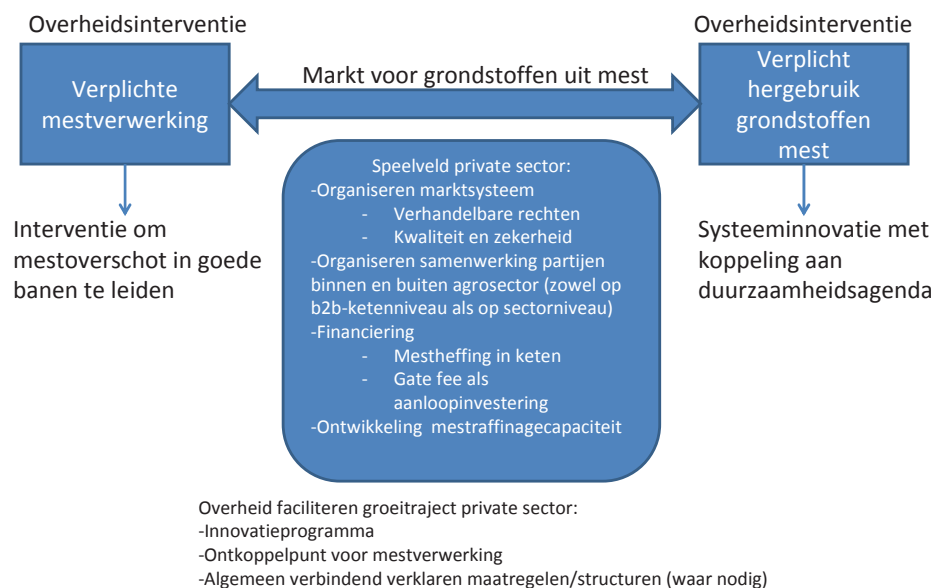 Overheidsinterventie
Verplichte
mestverwerking
Interventie om
mestoverschot in goede
banen te leiden
Markt voor grondstoffen uit mest
Overheidsinterventie
Verplicht
hergebruik
grondstoffen
mest
Systeeminnovatie met
koppeling aan
duurzaamheidsagenda
Speelveld private sector:
-Organiseren marktsysteem
- Verhandelbare rechten
- Kwaliteit en zekerheid
-Organiseren samenwerking partijen
binnen en buiten agrosector (zowel op
b2b-ketenniveau als op sectorniveau)
-Financiering
- Mestheffing in keten
- Gate fee als
aanloopinvestering
-Ontwikkeling mestraffinagecapaciteit
Overheid faciliteren groeitraject private sector:
-Innovatieprogramma
-Ontkoppelpunt voor mestverwerking
-Algemeen verbindend verklaren maatregelen/structuren (waar nodig)